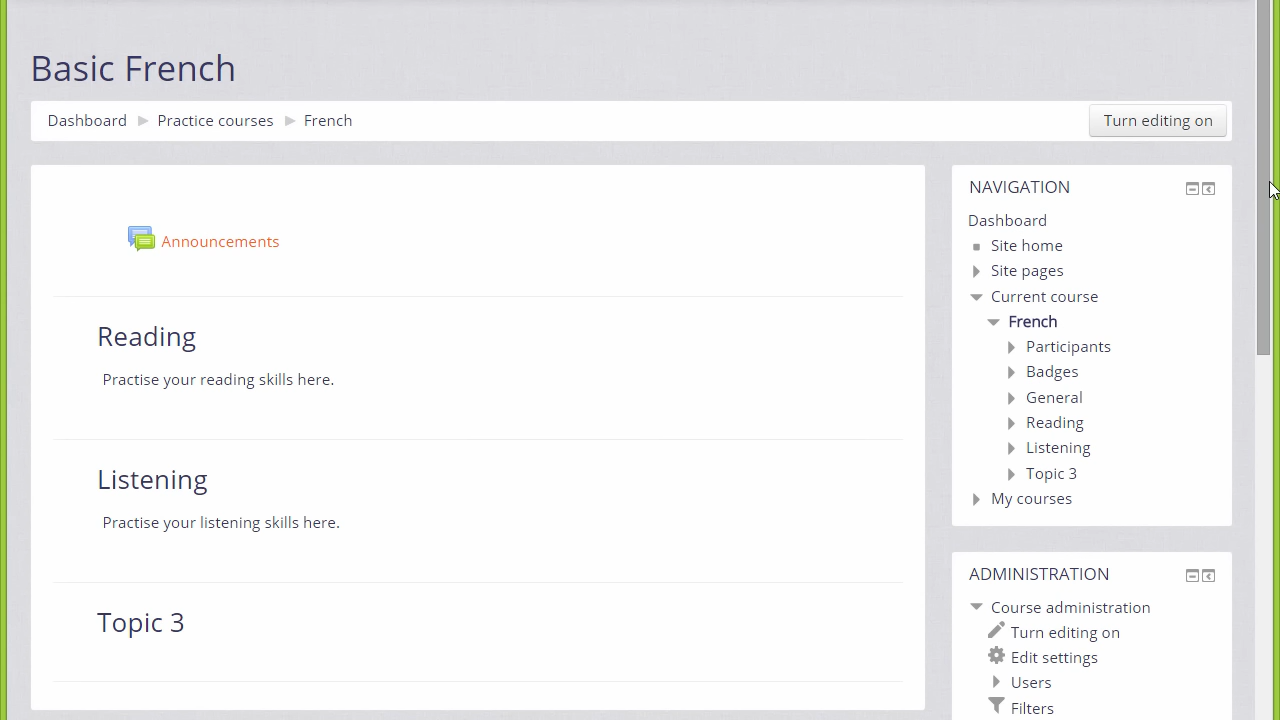 Basic French
Dashboard Practice courses French
Turn editing on
Announcements
Reading
Practise your reading skills here.
Listening
Practise your listening skills here.
Topic 3
NAVIGATION
Dashboard
Site home
Site pages
Current course
French
Participants
Badges
General
Reading
Listening
Topic 3
My courses
ADMINISTRATION
Course administration
Turn editing on
Edit settings
Users
Filters